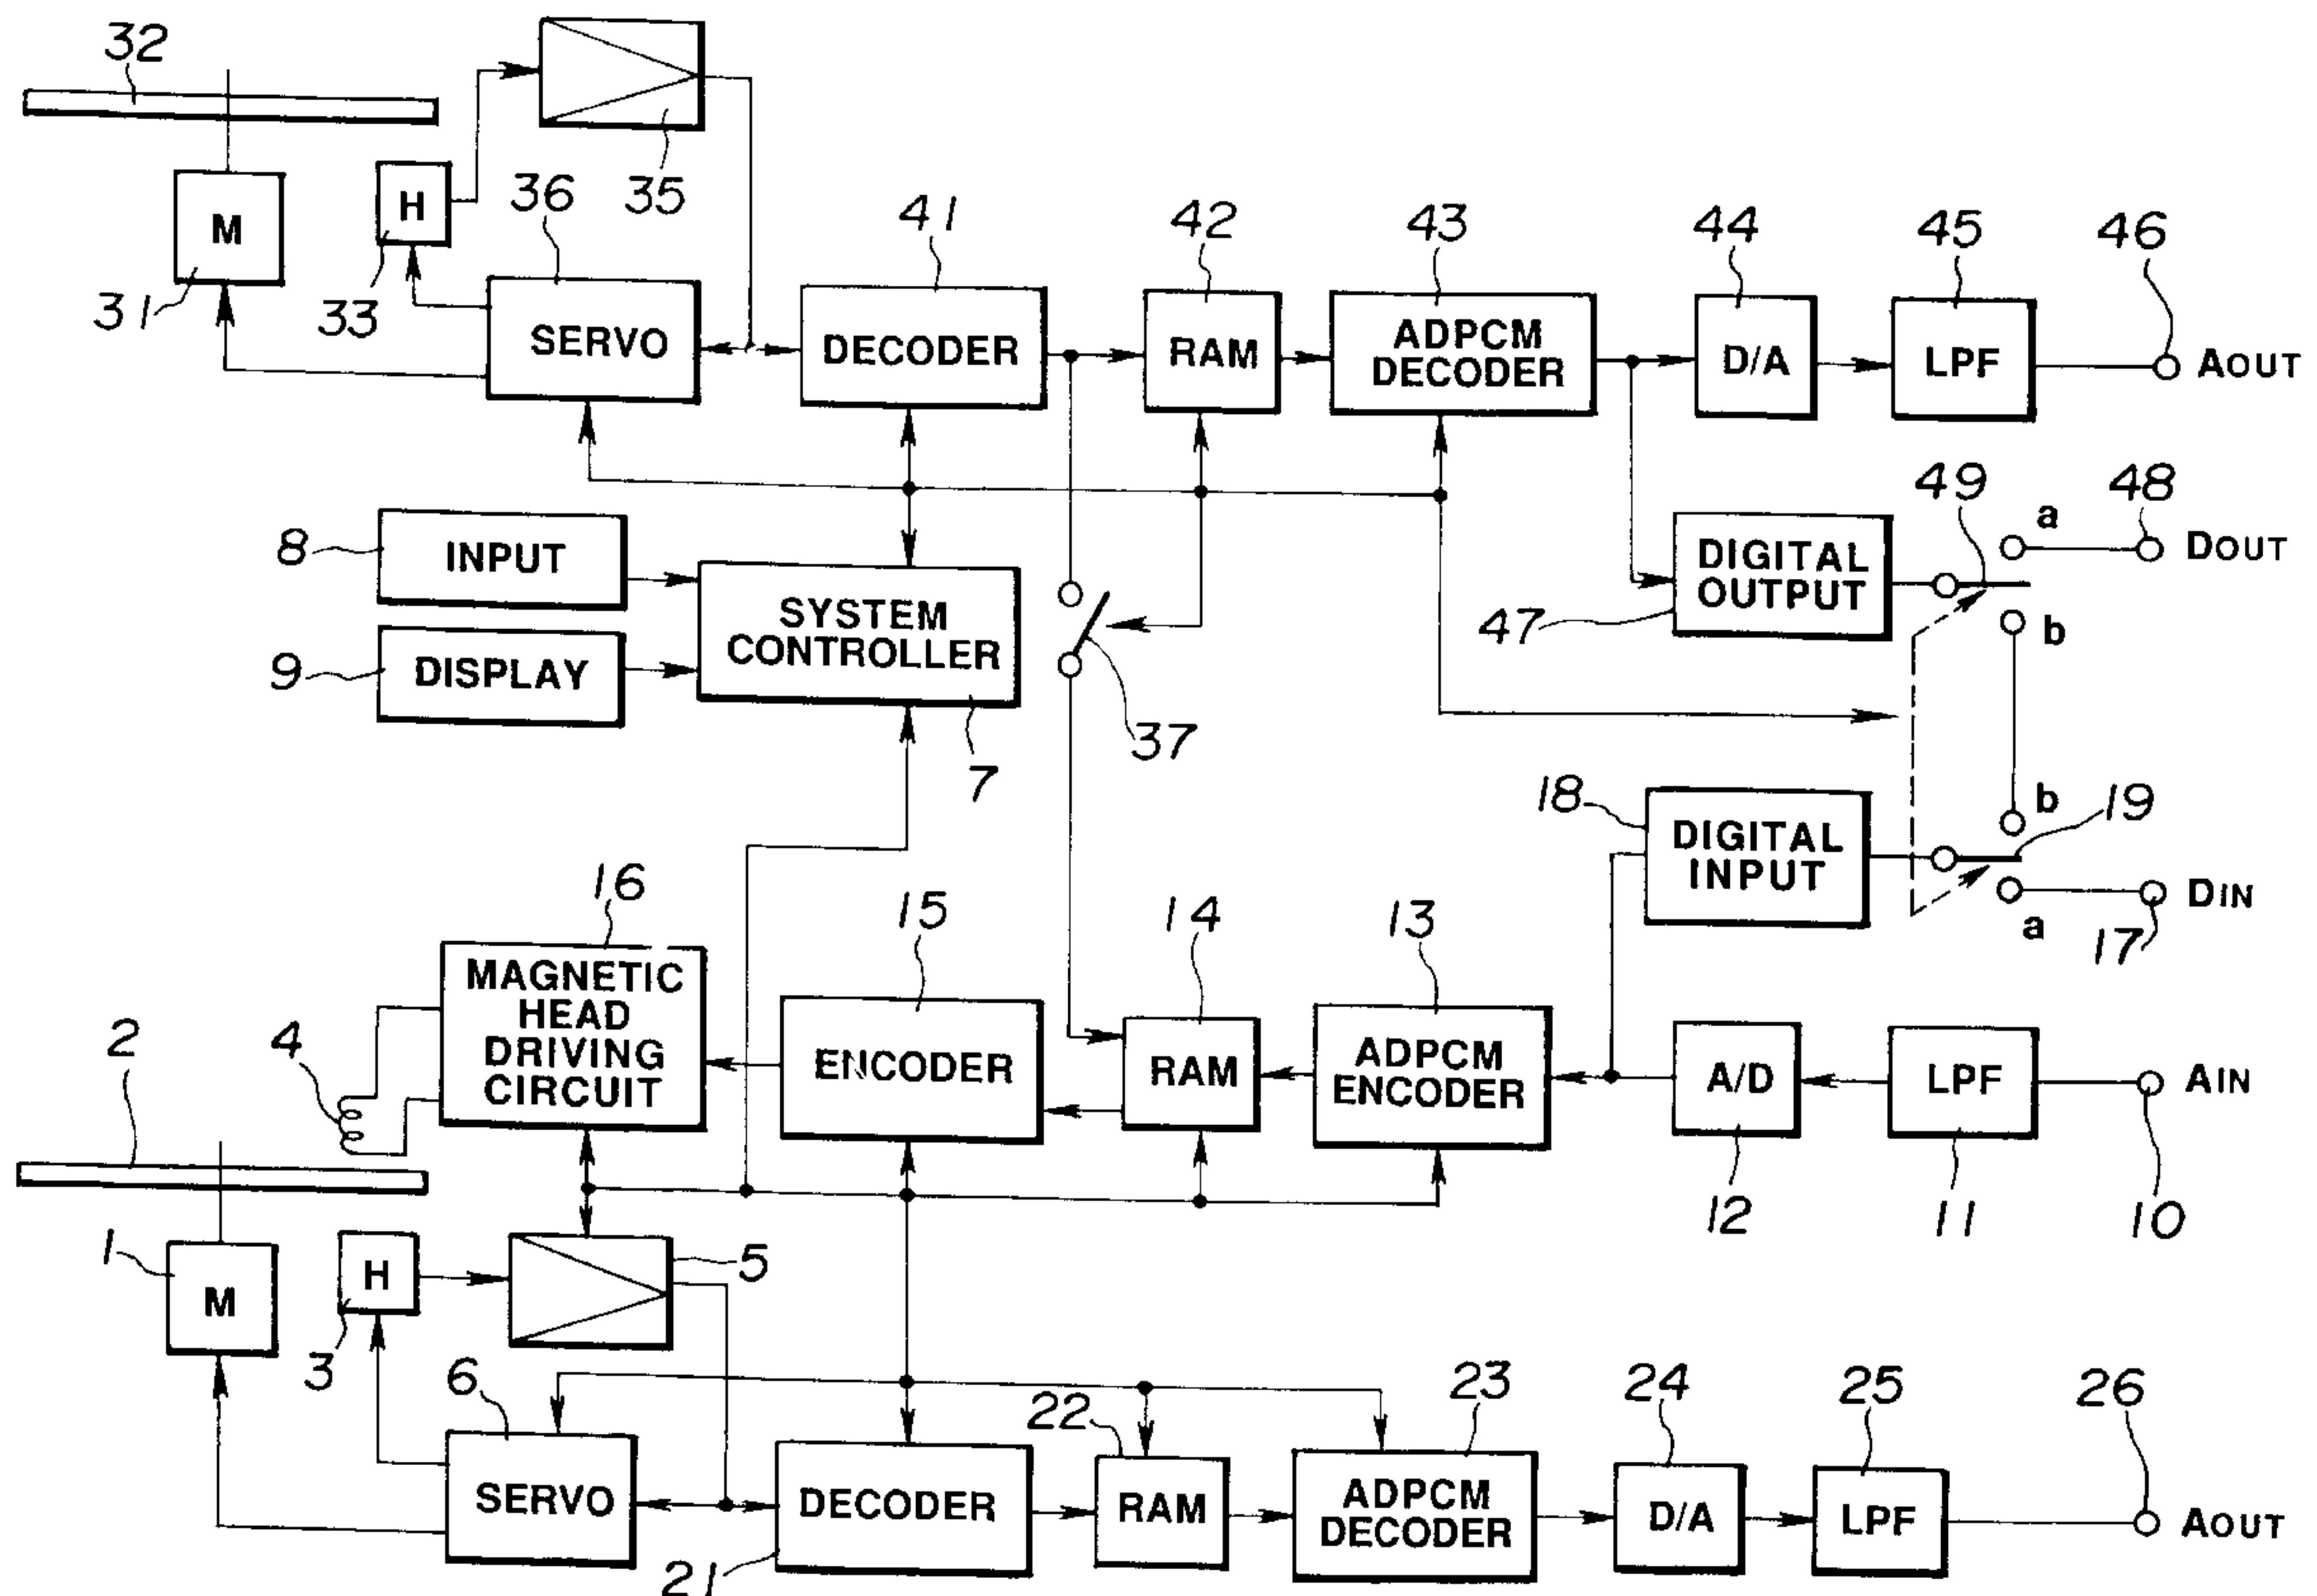 32
35
M
31
H
33
36
SERVO
41
DECODER
42
RAM
43
ADPCM
DECODER
44
D/A
45
LPF
46
AOUT
8
INPUT
9
DISPLAY
SYSTEM
CONTROLLER
7
37
DIGITAL
OUTPUT
47
49
a
48
DOUT
b
18
DIGITAL
INPUT
b
19
a
DIN
17
16
MAGNETIC
HEAD
DRIVING
CIRCUIT
15
ENCODER
14
RAM
13
ADPCM
ENCODER
A/D
12
LPF
11
AIN
10
2
4
1
M
H
3
5
6
SERVO
DECODER
21
22
RAM
23
ADPCM
DECODER
24
D/A
25
LPF
26
AOUT